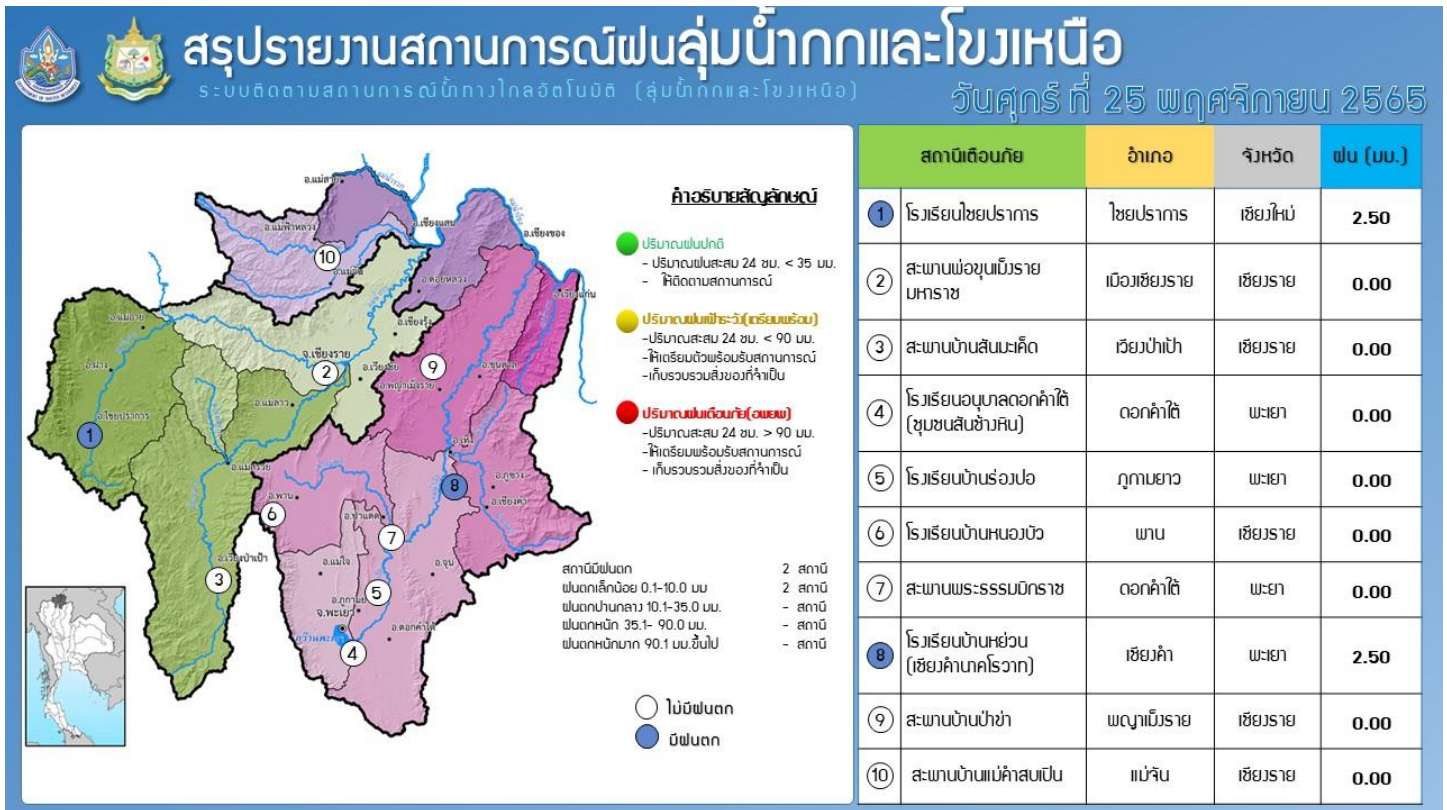 สรุปรายงานสถานการณ์ฝนลุ่มน้ำกกและโขงเหนือ
ระบบติดตามสถานการณ์น้ำทางไกลอัตโนมัติ (ลุ่มน้ำกกและโขงเหนือ)
วันศุกร์ ที่ 25 พฤศจิกายน 2565
อ.แม่สาย
อ.แม่ฟ้าหลวง
อ.เชียงแสน
อ.เชียงของ
10
อ.ดอยหลวง
อ.เวียงแก่น
อ.แม่อาย
อ.เชียงรุ้ง
จ.เชียงราย
9
2
อ.ฝาง
อ.พญาเม็งราย
อ.ขุนตาล
อ.แม่ลาว
อ.ไชยปราการ
1
อ.เทิง
อ.แม่สรวย
8
อ.ภูซาง
อ.เชียงคำ
อ.พาน
6
อ.ป่าแดด
7
อ.เวียงป่าเป้า
3
อ.แม่ใจ
อ.จุน
5
จ.พะเยา
อ.ดอกคำใต้
4
คำอธิบายสัญลักษณ์
ปริมาณฝนปกติ
- ปริมาณฝนสะสม 24 ชม. < 35 มม.
- ให้ติดตามสถานการณ์
ปริมาณฝนเฝ้าระวัง(เตรียมพร้อม)
-ปริมาณสะสม 24 ชม. < 90 มม.
-ให้เตรียมตัวพร้อมรับสถานการณ์
-เก็บรวบรวมสิ่งของที่จำเป็น
ปริมาณฝนเตือนภัย(อพยพ)
-ปริมาณสะสม 24 ชม. > 90 มม.
-ให้เตรียมพร้อมรับสถานการณ์
- เก็บรวบรวมสิ่งของที่จำเป็น
สถานีมีฝนตก 2 สถานี
ฝนตกเล็กน้อย 0.1-10.0 มม 2 สถานี
ฝนตกปานกลาง 10.1-35.0 มม. - สถานี
ฝนตกหนัก 35.1- 90.0 มม. - สถานี
ฝนตกหนักมาก 90.1 มม.ขึ้นไป - สถานี
ไม่มีฝนตก
มีฝนตก
สถานีเตือนภัย อำเภอ จังหวัด ฝน (มม.)
1 โรงเรียนไชยปราการ ไชยปราการ เชียงใหม่ 2.50
2 สะพานพ่อขุนเม็งราย
มหาราช เมืองเชียงราย เชียงราย 0.00
3 สะพานบ้านสันมะเค็ด เวียงป่าเป้า เชียงราย 0.00
4 โรงเรียนอนุบาลดอกคำใต้
(ชุมชนสันช้างหิน) ดอกคำใต้ พะเยา 0.00
5 โรงเรียนบ้านร่องปอ ภูกามยาว พะเยา 0.00
6 โรงเรียนบ้านหนองบัว พาน เชียงราย 0.00
7 สะพานพระธรรมมิกราช ดอกคำใต้ พะเยา 0.00
8 โรงเรียนบ้านหย่วน
(เชียงคำนาคโรวาท) เชียงคำ พะเยา 2.50
9 สะพานบ้านป่าข่า พญาเม็งราย เชียงราย 0.00
10 สะพานบ้านแม่คำสบเปิน แม่จัน เชียงราย 0.00